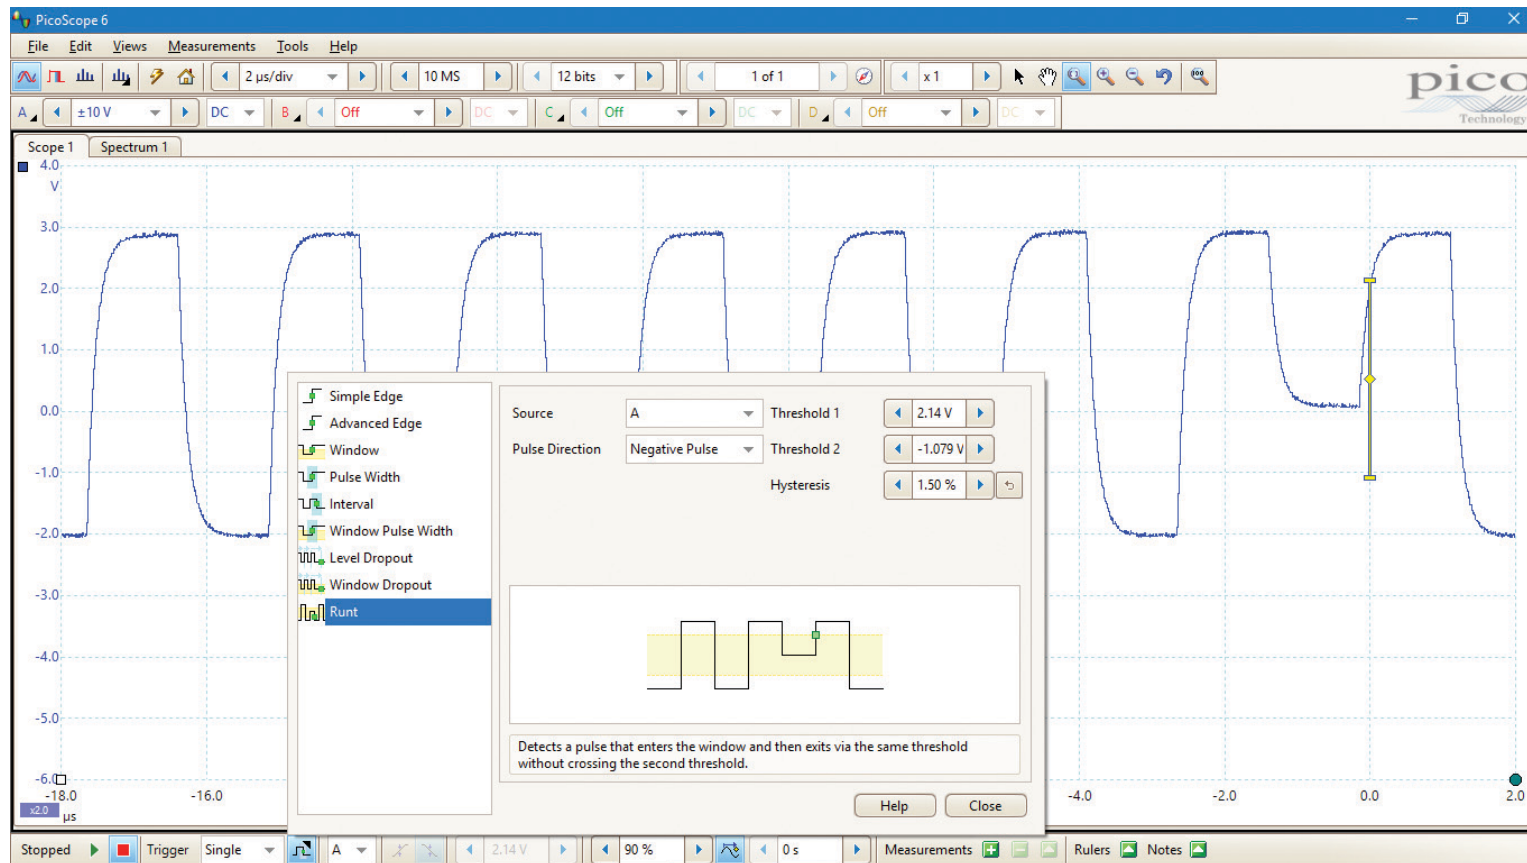 PicoScope 6
File Edit Views Measurements Tools Help
2 µs/div 10 MS 12 bits 1 of 1 x 1
pico
Technology
A ±10 V DC B Off DC C Off DC D Off DC
Scope 1 Spectrum 1
4.0
V
3.0
2.0
1.0
0.0
-1.0
-2.0
-3.0
-4.0
-5.0
-6.0
-18.0 -16.0 -4.0 -2.0 0.0 2.0
x2.0 µs
Simple Edge
Advanced Edge
Window
Pulse Width
Interval
Window Pulse Width
Level Dropout
Window Dropout
Runt
Source A Threshold 1 2.14 V
Pulse Direction Negative Pulse Threshold 2 -1.079 V
Hysteresis 1.50 %
Detects a pulse that enters the window and then exits via the same threshold
without crossing the second threshold.
Help Close
Stopped Trigger Single A 2.14 V 90 % 0 s Measurements Rulers Notes